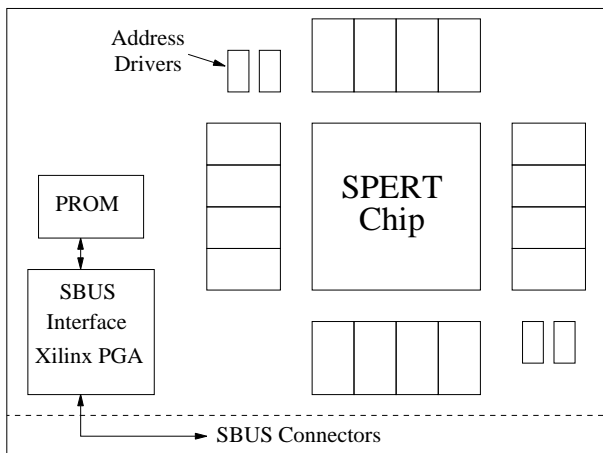 Address
Drivers
SPERT
Chip
PROM
SBUS
Interface
Xilinx PGA
SBUS Connectors